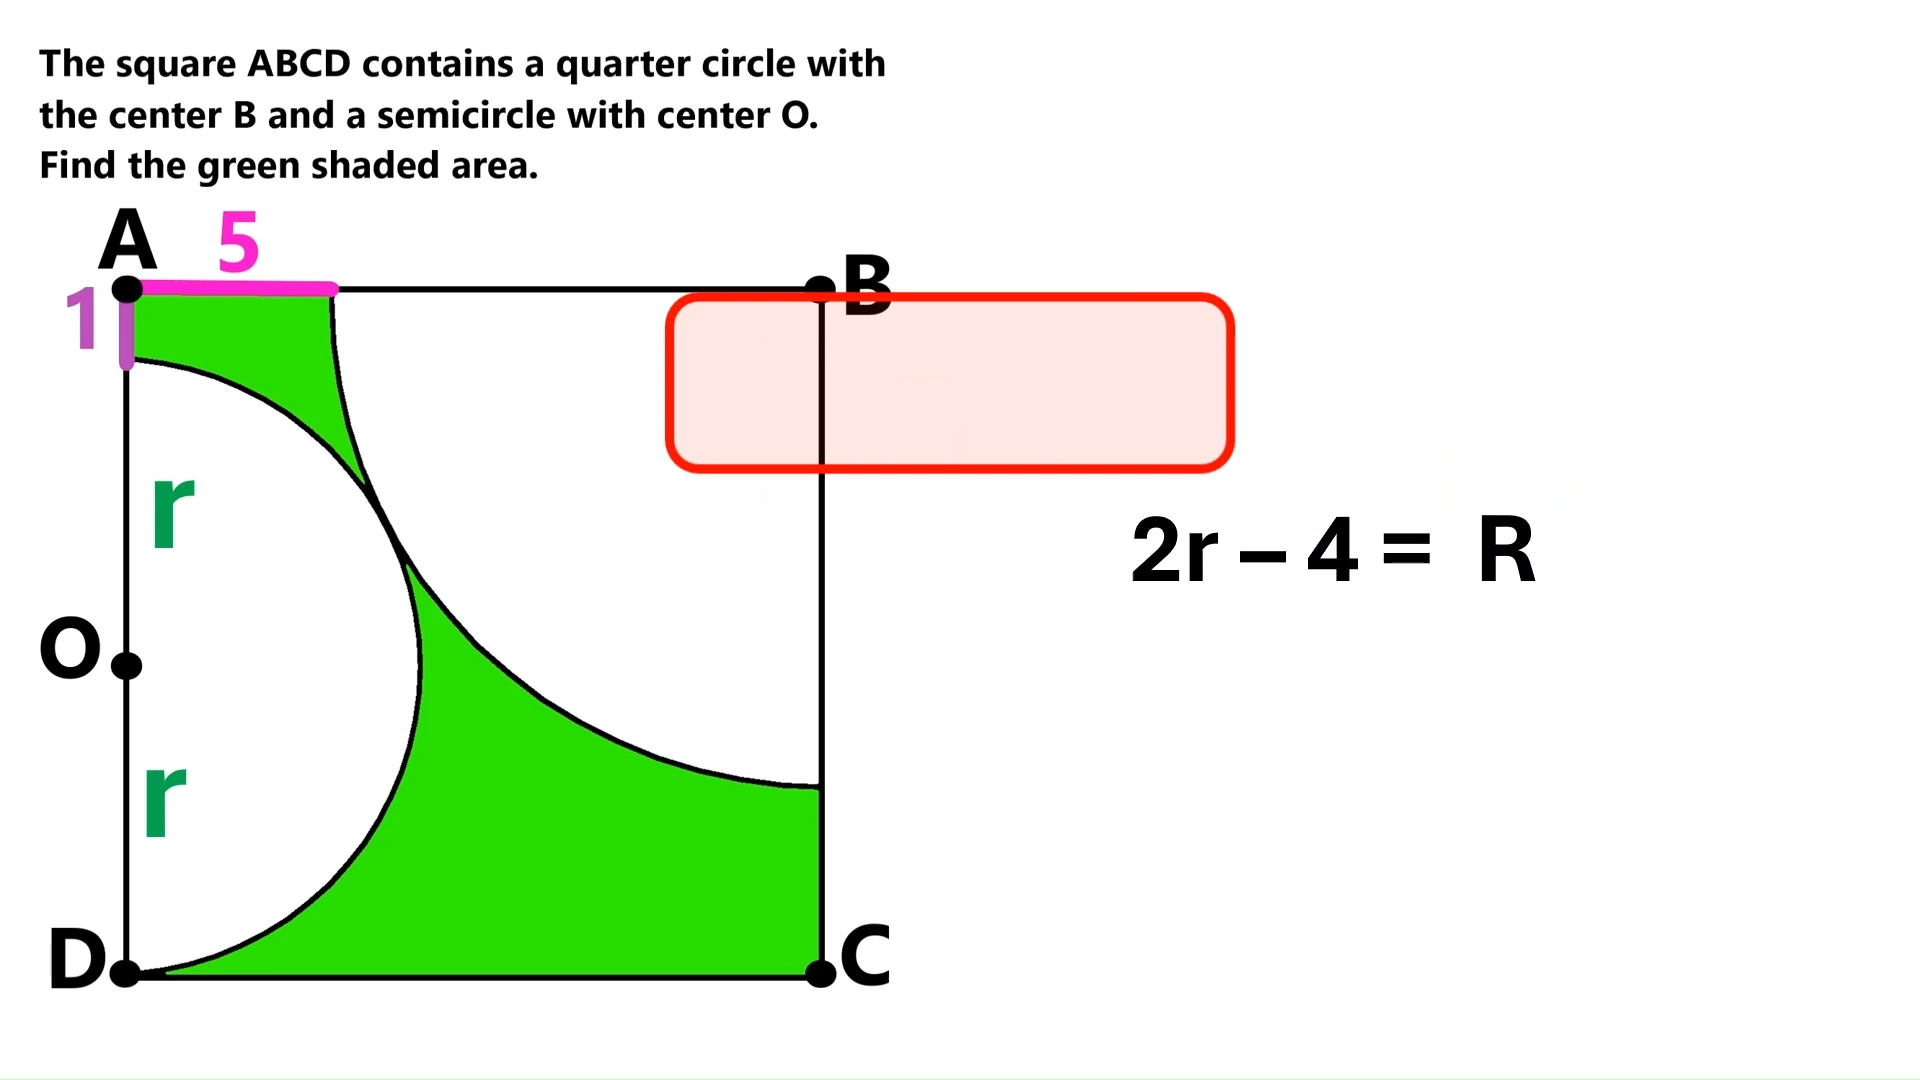 The square ABCD contains a quarter circle with
the center B and a semicircle with center O.
Find the green shaded area.
A 5
B
1
r
2r – 4 = R
O
r
D
C